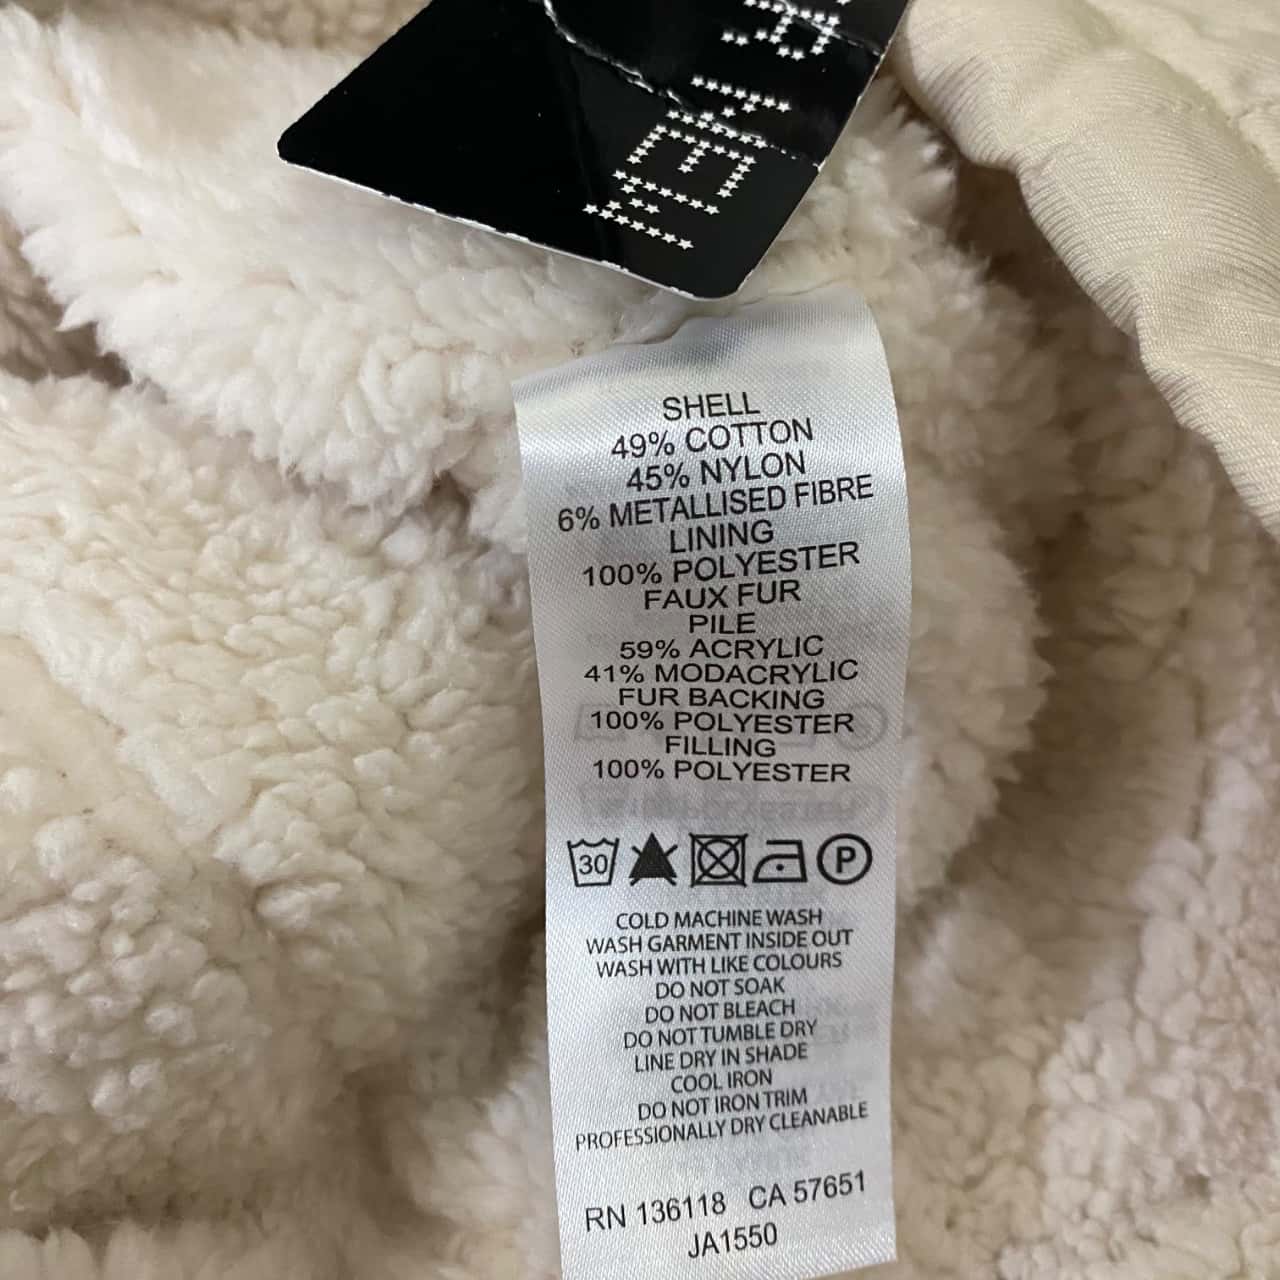 SHELL
49% COTTON
45% NYLON
6% METALLISED FIBRE
LINING
100% POLYESTER
FAUX FUR
PILE
59% ACRYLIC
41% MODACRYLIC
FUR BACKING
100% POLYESTER
FILLING
100% POLYESTER
30
P
COLD MACHINE WASH
WASH GARMENT INSIDE OUT
WASH WITH LIKE COLOURS
DO NOT SOAK
DO NOT BLEACH
DO NOT TUMBLE DRY
LINE DRY IN SHADE
COOL IRON
DO NOT IRON TRIM
PROFESSIONALLY DRY CLEANABLE
RN 136118 CA 57651
JA1550